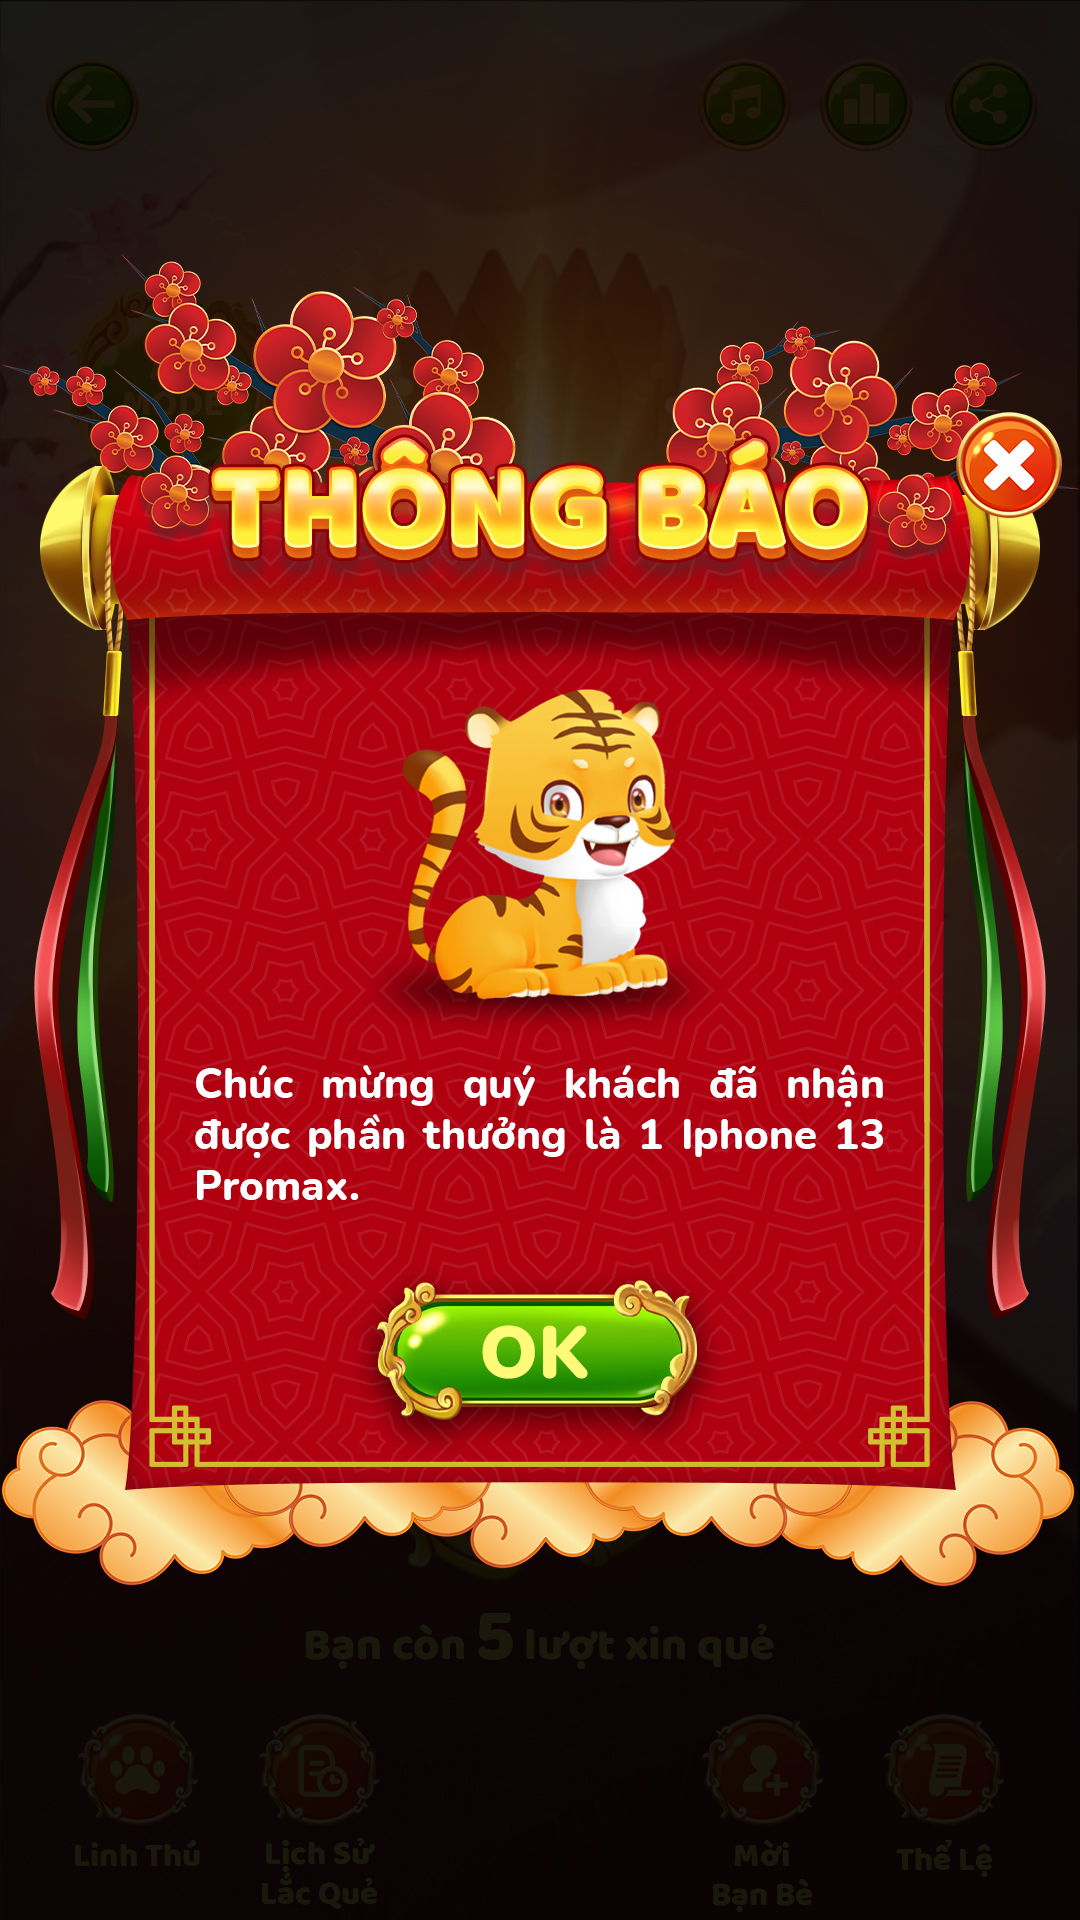 MODE
THÔNG BÁO
Chúc mừng quý khách đã nhận
được phần thưởng là 1 Iphone 13
Promax.
OK
Bạn còn 5 lượt xin quẻ
Linh Thú
Lịch Sử
Lắc Quẻ
Mời
Bạn Bè
Thể Lệ